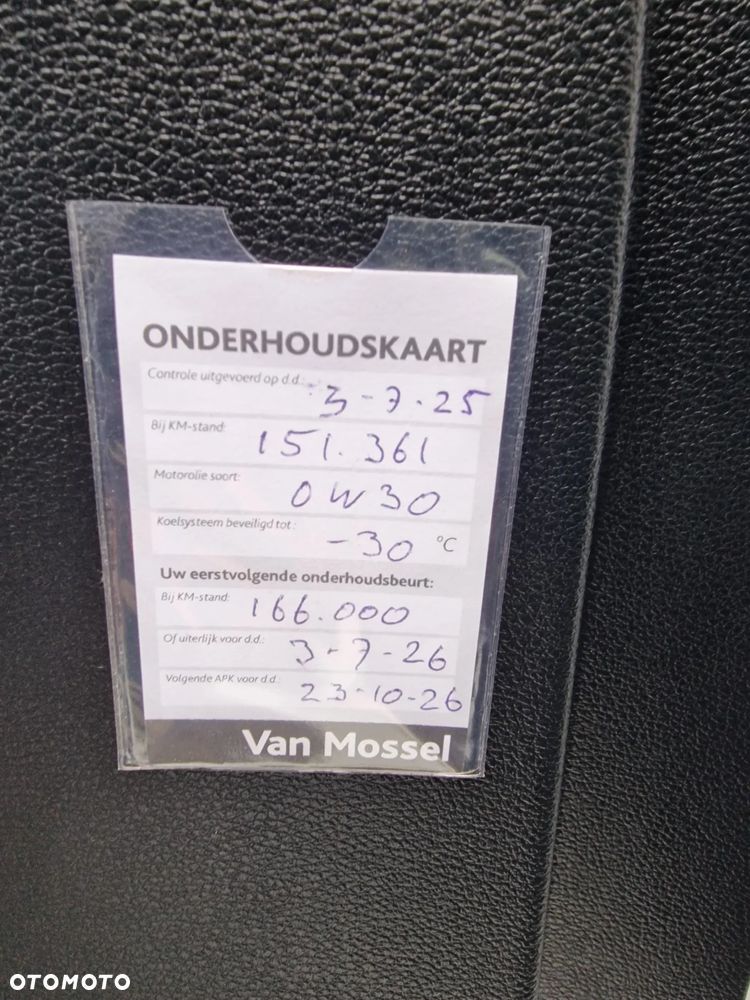 ONDERHOUDSKAART
Controle uitgevoerd op d.d.: 3-7-25
Bij KM-stand: 151.361
Motorolie soort: 0W30
Koelsysteem beveiligd tot: -30 °C
Uw eerstvolgende onderhoudsbeurt:
Bij KM-stand: 166.000
Of uiterlijk voor d.d.: 3-7-26
Volgende APK voor d.d. 23-10-26
Van Mossel
OTOMOTO